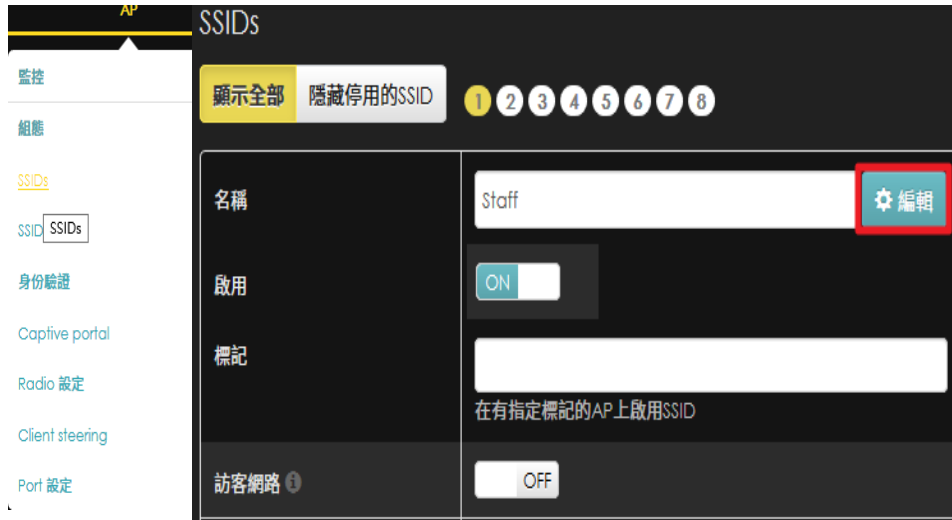 AP
監控
組態
SSIDs
SSID
SSIDs
身份驗證
Captive portal
Radio 設定
Client steering
Port 設定
SSIDs
顯示全部 隱藏停用的SSID 1 2 3 4 5 6 7 8
名稱 Staff 編輯
啟用 ON
標記
在有指定標記的AP上啟用SSID
訪客網路 OFF